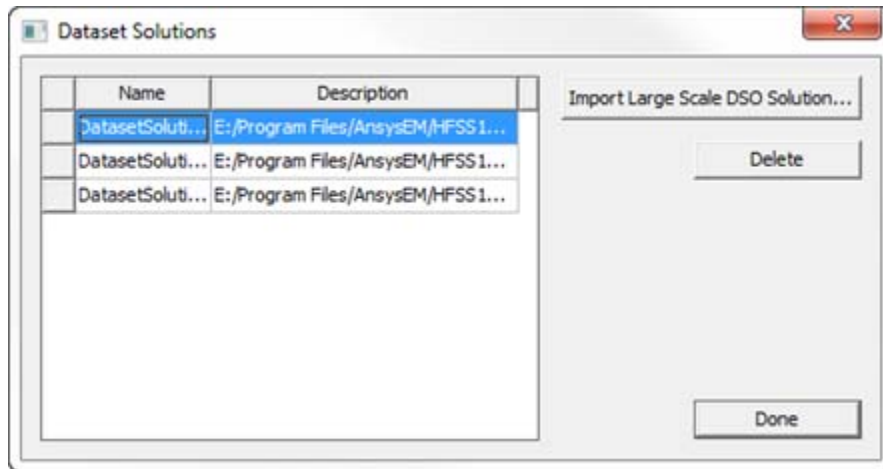 Dataset Solutions
Name Description
DatasetSoluti... E:/Program Files/AnsysEM/HFSS1...
DatasetSoluti... E:/Program Files/AnsysEM/HFSS1...
DatasetSoluti... E:/Program Files/AnsysEM/HFSS1...
Import Large Scale DSO Solution...
Delete
Done